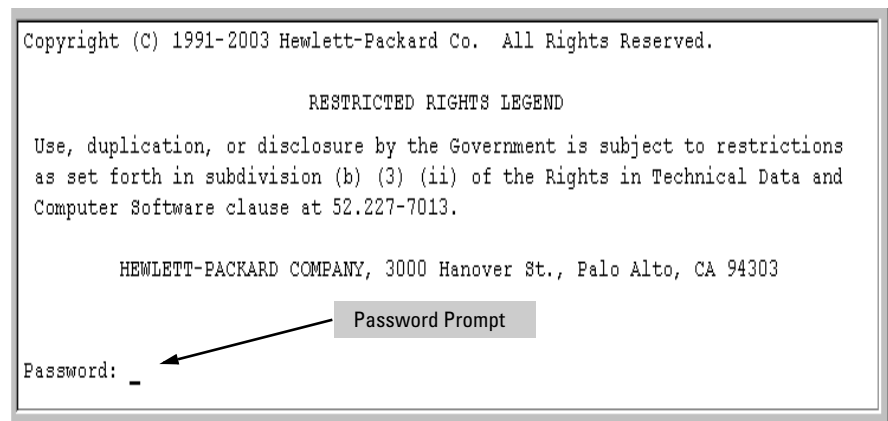 Copyright (C) 1991-2003 Hewlett-Packard Co.  All Rights Reserved.
RESTRICTED RIGHTS LEGEND
Use, duplication, or disclosure by the Government is subject to restrictions
as set forth in subdivision (b) (3) (ii) of the Rights in Technical Data and
Computer Software clause at 52.227-7013.
HEWLETT-PACKARD COMPANY, 3000 Hanover St., Palo Alto, CA 94303
Password Prompt
Password: _